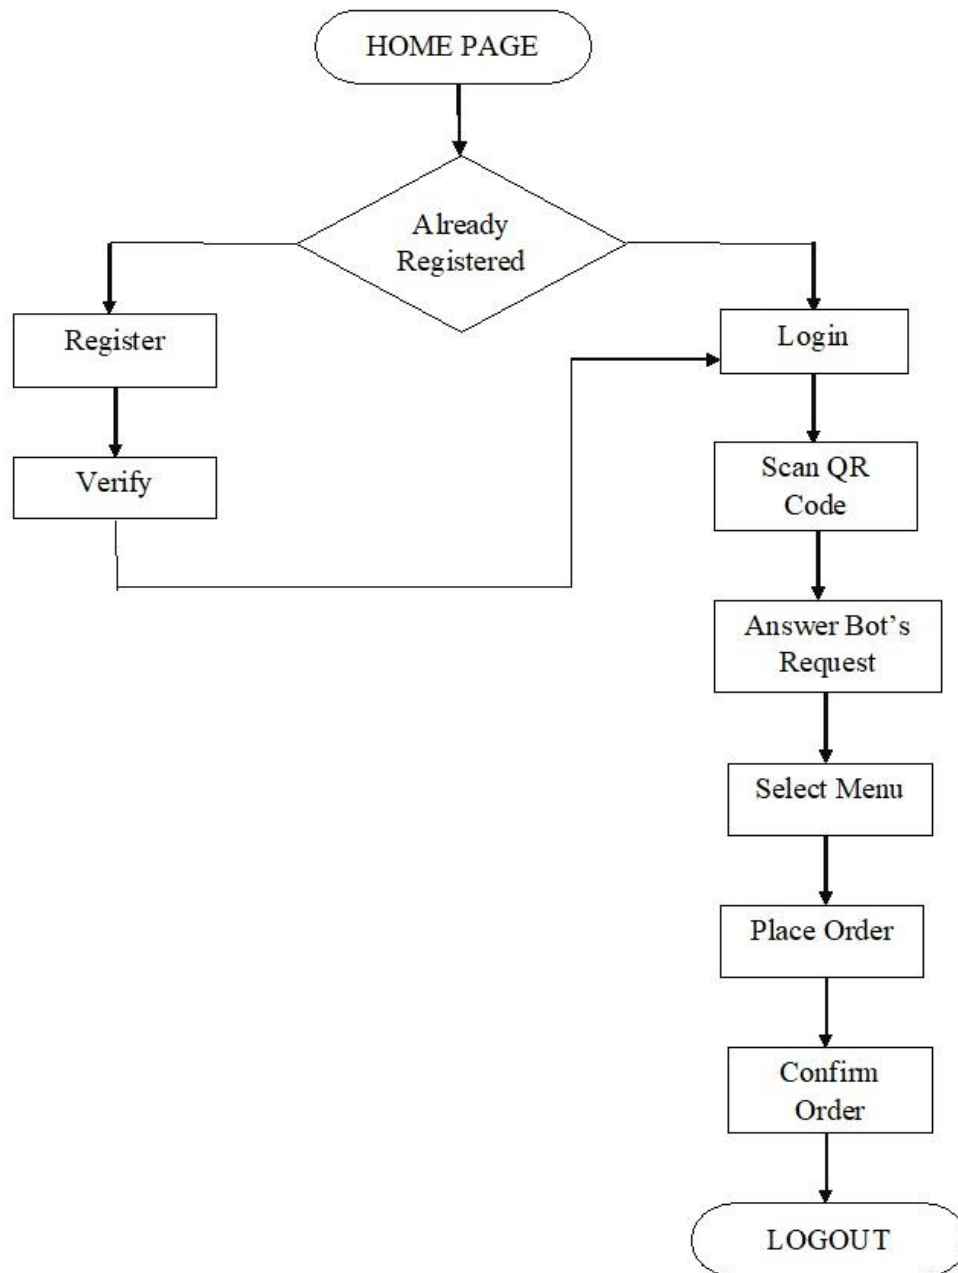 HOME PAGE
Already
Registered
Register
Login
Verify
Scan QR
Code
Answer Bot's
Request
Select Menu
Place Order
Confirm
Order
LOGOUT